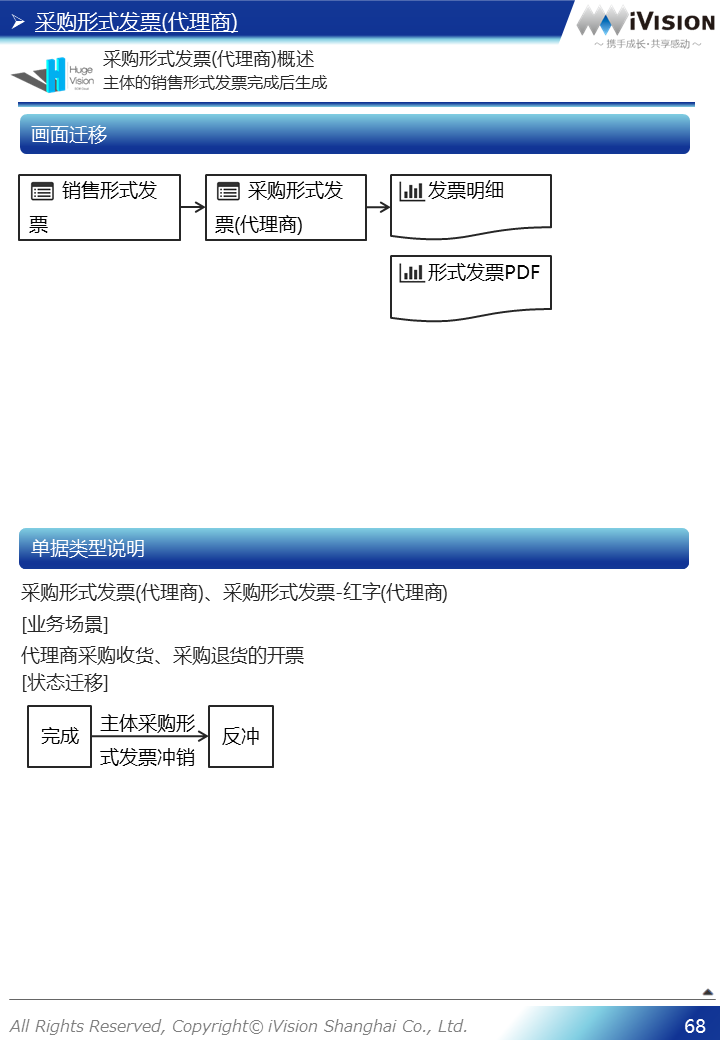 采购形式发票(代理商)
iVISION
～ 携手成长·共享感动 ～
Huge
Vision
采购形式发票(代理商)概述
主体的销售形式发票完成后生成
画面迁移
销售形式发
票
采购形式发
票(代理商)
发票明细
形式发票PDF
单据类型说明
采购形式发票(代理商)、采购形式发票-红字(代理商)
[业务场景]
代理商采购收货、采购退货的开票
[状态迁移]
完成
主体采购形
式发票冲销
反冲
All Rights Reserved, Copyright© iVision Shanghai Co., Ltd.
68